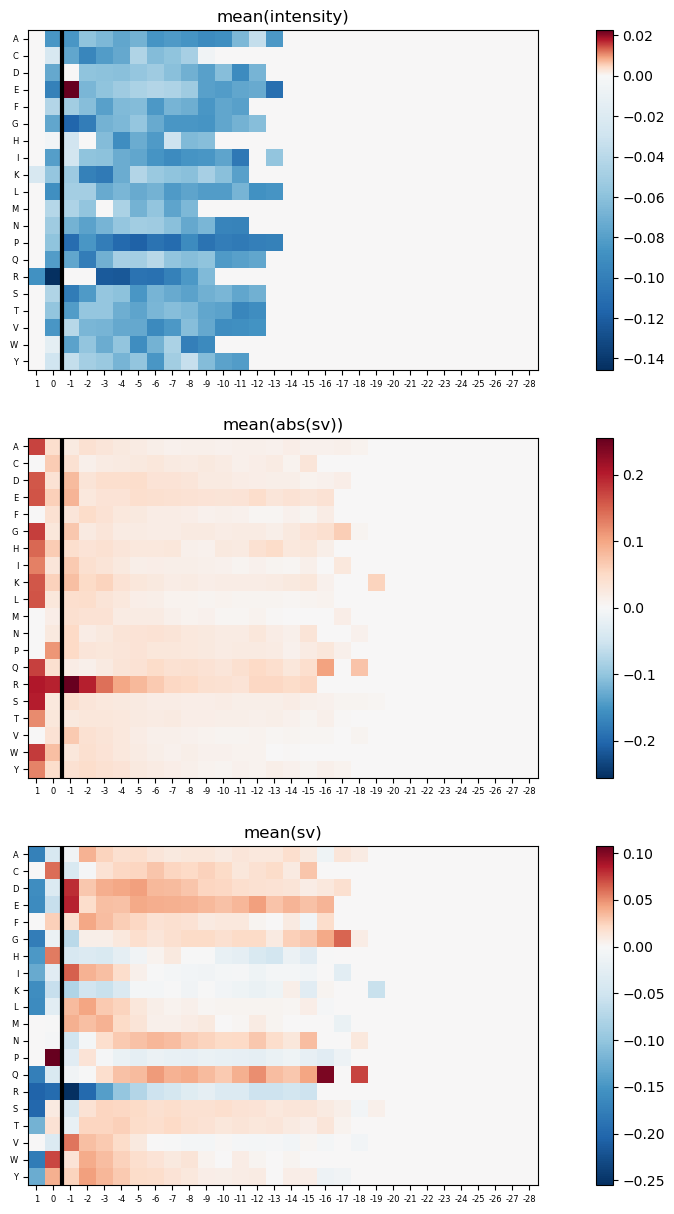 mean(intensity)
A
C
D
E
F
G
H
I
K
L
M
N
P
Q
R
S
T
V
W
Y
1 0 -1 -2 -3 -4 -5 -6 -7 -8 -9 -10 -11 -12 -13 -14 -15 -16 -17 -18 -19 -20 -21 -22 -23 -24 -25 -26 -27 -28
0.02
0.00
−0.02
−0.04
−0.06
−0.08
−0.10
−0.12
−0.14
mean(abs(sv))
A
C
D
E
F
G
H
I
K
L
M
N
P
Q
R
S
T
V
W
Y
1 0 -1 -2 -3 -4 -5 -6 -7 -8 -9 -10 -11 -12 -13 -14 -15 -16 -17 -18 -19 -20 -21 -22 -23 -24 -25 -26 -27 -28
0.2
0.1
0.0
−0.1
−0.2
mean(sv)
A
C
D
E
F
G
H
I
K
L
M
N
P
Q
R
S
T
V
W
Y
1 0 -1 -2 -3 -4 -5 -6 -7 -8 -9 -10 -11 -12 -13 -14 -15 -16 -17 -18 -19 -20 -21 -22 -23 -24 -25 -26 -27 -28
0.10
0.05
0.00
−0.05
−0.10
−0.15
−0.20
−0.25